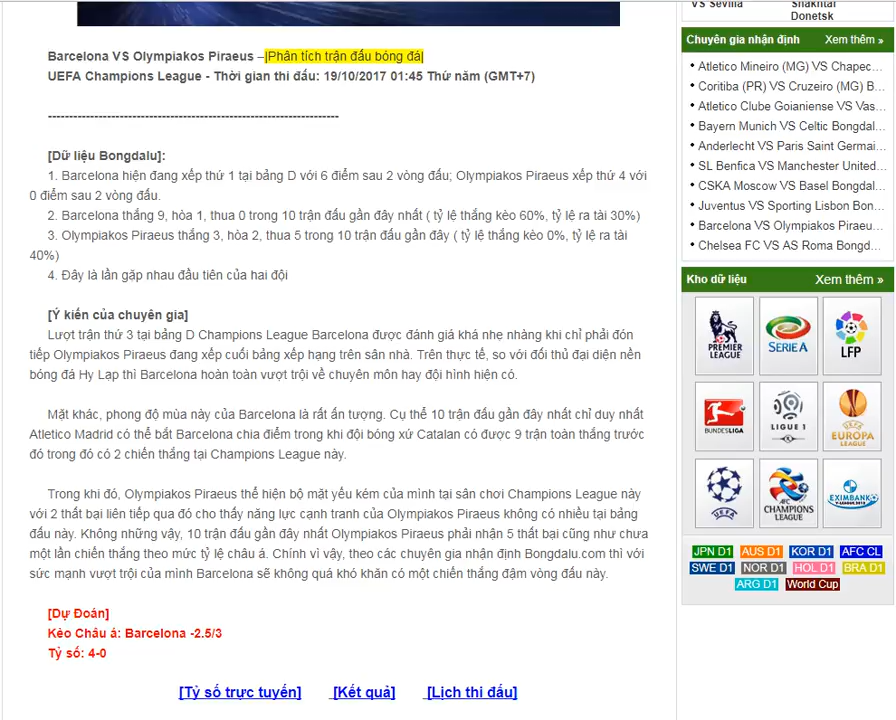 Barcelona VS Olympiakos Piraeus –|Phân tích trận đấu bóng đá|
UEFA Champions League - Thời gian thi đấu: 19/10/2017 01:45 Thứ năm (GMT+7)
-----------------------------------------------------------------
[Dữ liệu Bongdalu]:
1. Barcelona hiện đang xếp thứ 1 tại bảng D với 6 điểm sau 2 vòng đấu; Olympiakos Piraeus xếp thứ 4 với
0 điểm sau 2 vòng đấu.
2. Barcelona thắng 9, hòa 1, thua 0 trong 10 trận đấu gần đây nhất ( tỷ lệ thắng kèo 60%, tỷ lệ ra tài 30%)
3. Olympiakos Piraeus thắng 3, hòa 2, thua 5 trong 10 trận đấu gần đây ( tỷ lệ thắng kèo 0%, tỷ lệ ra tài
40%)
4. Đây là lần gặp nhau đầu tiên của hai đội
[Ý kiến của chuyên gia]
Lượt trận thứ 3 tại bảng D Champions League Barcelona được đánh giá khá nhẹ nhàng khi chỉ phải đón
tiếp Olympiakos Piraeus đang xếp cuối bảng xếp hạng trên sân nhà. Trên thực tế, so với đối thủ đại diện nền
bóng đá Hy Lạp thì Barcelona hoàn toàn vượt trội về chuyên môn hay đội hình hiện có.
Mặt khác, phong độ mùa này của Barcelona là rất ấn tượng. Cụ thể 10 trận đấu gần đây nhất chỉ duy nhất
Atletico Madrid có thể bắt Barcelona chia điểm trong khi đội bóng xứ Catalan có được 9 trận toàn thắng trước
đó trong đó có 2 chiến thắng tại Champions League này.
Trong khi đó, Olympiakos Piraeus thể hiện bộ mặt yếu kém của mình tại sân chơi Champions League này
với 2 thất bại liên tiếp qua đó cho thấy năng lực cạnh tranh của Olympiakos Piraeus không có nhiều tại bảng
đấu này. Không những vậy, 10 trận đấu gần đây nhất Olympiakos Piraeus phải nhận 5 thất bại cũng như chưa
một lần chiến thắng theo mức tỷ lệ châu á. Chính vì vậy, theo các chuyên gia nhận định Bongdalu.com thì với
sức mạnh vượt trội của mình Barcelona sẽ không quá khó khăn có một chiến thắng đậm vòng đấu này.
[Dự Đoán]
Kèo Châu á: Barcelona -2.5/3
Tỷ số: 4-0
[Tỷ số trực tuyến] [Kết quả] [Lịch thi đấu]
VS Sevilla
Shakhtar
Donetsk
Chuyên gia nhận định Xem thêm »
Atletico Mineiro (MG) VS Chapec...
Coritiba (PR) VS Cruzeiro (MG) B...
Atletico Clube Goianiense VS Vas...
Bayern Munich VS Celtic Bongdal...
Anderlecht VS Paris Saint Germai...
SL Benfica VS Manchester United...
CSKA Moscow VS Basel Bongdal...
Juventus VS Sporting Lisbon Bon...
Barcelona VS Olympiakos Piraeu...
Chelsea FC VS AS Roma Bongd...
Kho dữ liệu Xem thêm »
PREMIER
LEAGUE
SERIE A
LFP
BUNDESLIGA
LIGUE 1
UEFA
EUROPA
LEAGUE
UEFA
AFC
CHAMPIONS
LEAGUE
EXIMBANK
JPN D1 AUS D1 KOR D1 AFC CL
SWE D1 NOR D1 HOL D1 BRA D1
ARG D1 World Cup